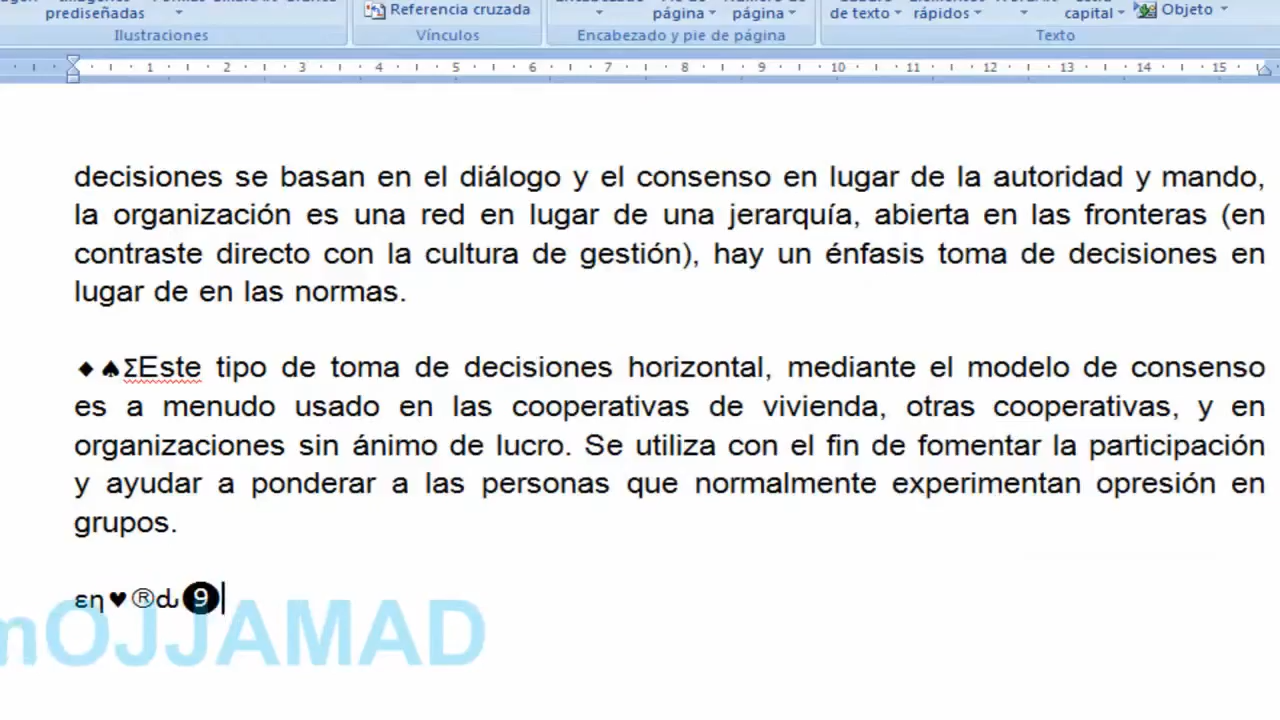 Referencia cruzada
página
página
de texto
rápidos
capital
Objeto
prediseñadas
Ilustraciones
Vínculos
Encabezado y pie de página
Texto
1 2 3 4 5 6 7 8 9 10 11 12 13 14 15
decisiones se basan en el diálogo y el consenso en lugar de la autoridad y mando,
la organización es una red en lugar de una jerarquía, abierta en las fronteras (en
contraste directo con la cultura de gestión), hay un énfasis toma de decisiones en
lugar de en las normas.
♦♠ΣEste tipo de toma de decisiones horizontal, mediante el modelo de consenso
es a menudo usado en las cooperativas de vivienda, otras cooperativas, y en
organizaciones sin ánimo de lucro. Se utiliza con el fin de fomentar la participación
y ayudar a ponderar a las personas que normalmente experimentan opresión en
grupos.
εη♥®ԃ❾
mOJJAMAD